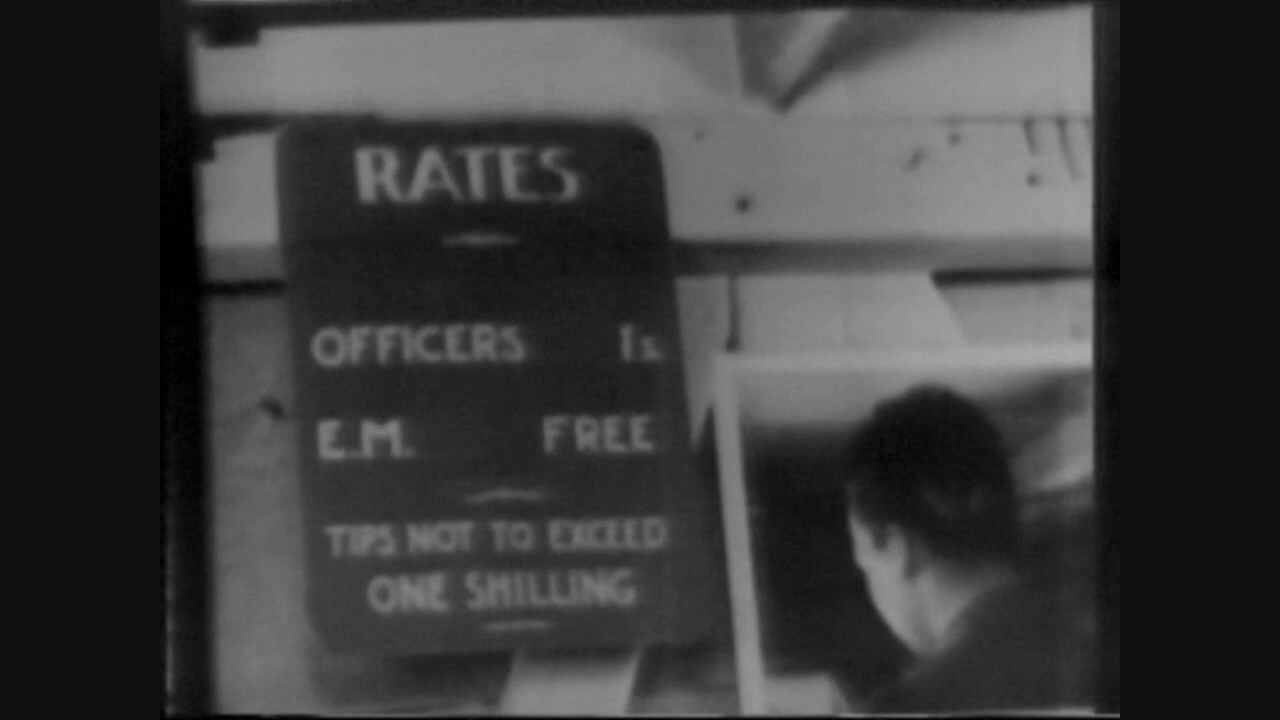 RATES
OFFICERS 1s.
E.M. FREE
TIPS NOT TO EXCEED
ONE SHILLING